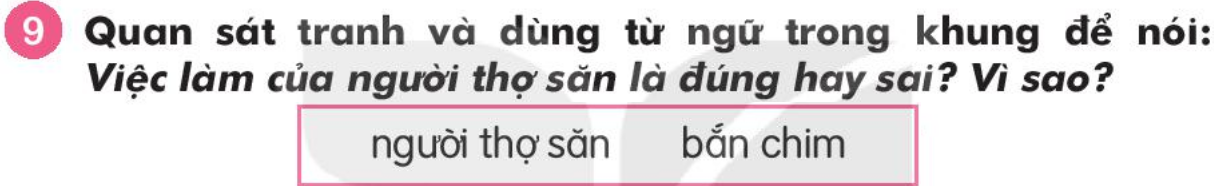 9 Quan sát tranh và dùng từ ngữ trong khung để nói:
Việc làm của người thợ săn là đúng hay sai? Vì sao?
người thợ săn bắn chim